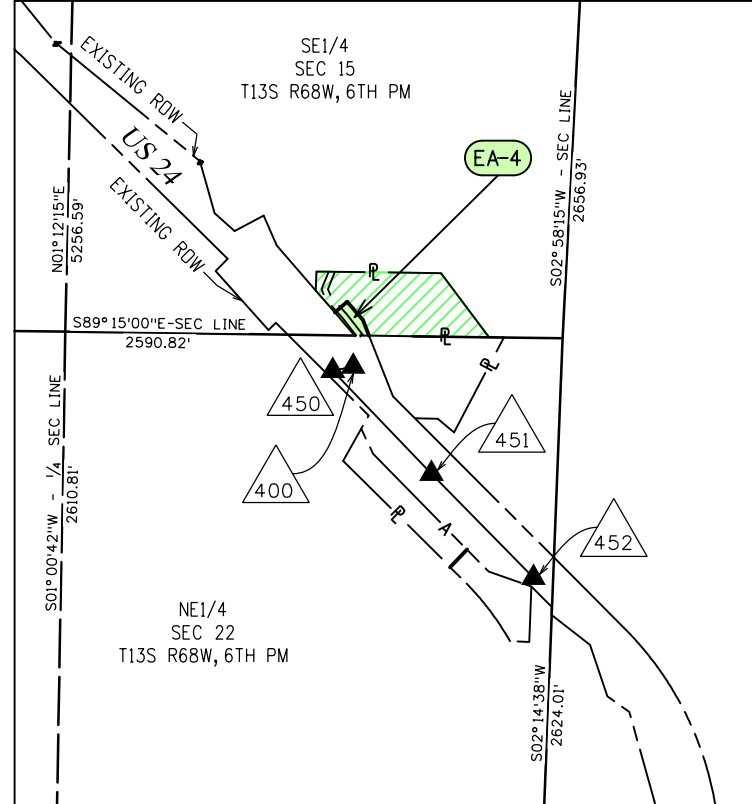 SE1/4
SEC 15
T13S R68W, 6TH PM
EXISTING ROW
US 24
EXISTING ROW
EA-4
S02°58'15"W - SEC LINE
2656.93'
N01°12'15"E
5256.59'
PL
S89°15'00"E-SEC LINE
2590.82'
PL
PL
450
451
400
452
PL
A
S01°00'42"W - 1/4 SEC LINE
2610.81'
NE1/4
SEC 22
T13S R68W, 6TH PM
S02°14'38"W
2624.01'